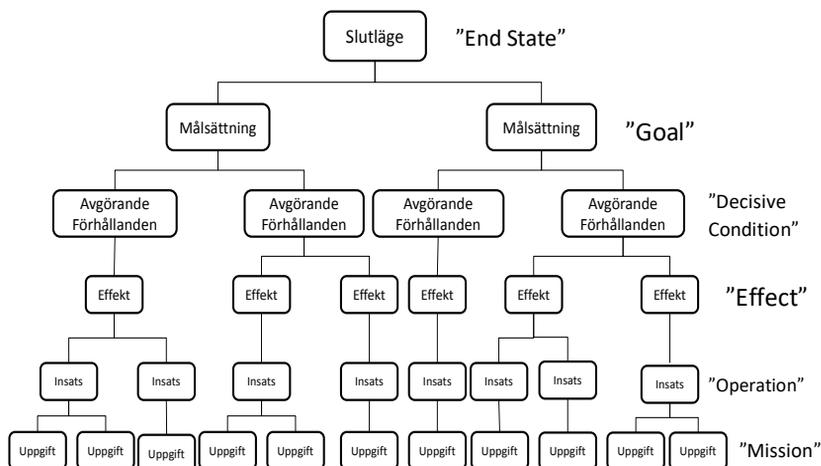 Slutläge
”End State”
Målsättning
Målsättning
”Goal”
Avgörande
Förhållanden
Avgörande
Förhållanden
Avgörande
Förhållanden
Avgörande
Förhållanden
”Decisive
Condition”
Effekt
Effekt
Effekt
Effekt
Effekt
Effekt
”Effect”
Insats
Insats
Insats
Insats
Insats
Insats
Insats
Insats
”Operation”
Uppgift
Uppgift
Uppgift
Uppgift
Uppgift
Uppgift
Uppgift
Uppgift
Uppgift
Uppgift
Uppgift
”Mission”